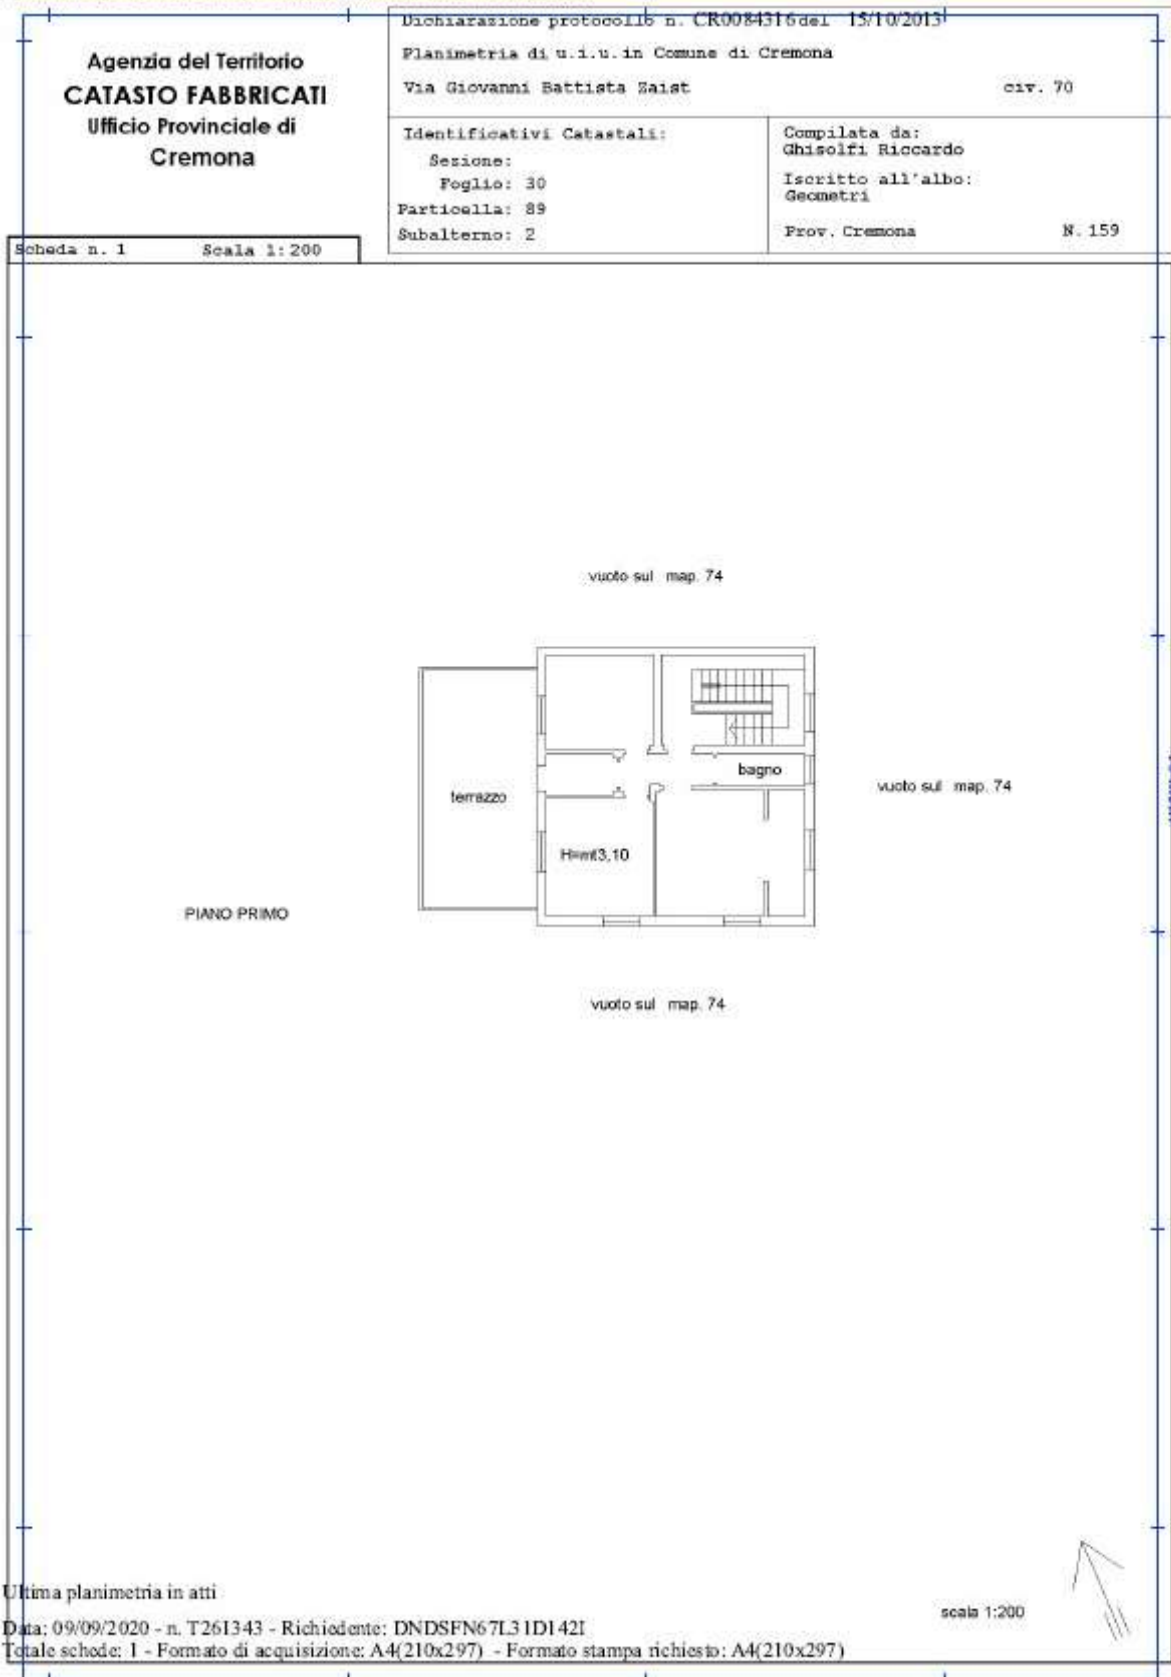 Agenzia del Territorio
CATASTO FABBRICATI
Ufficio Provinciale di
Cremona
Dichiarazione protocollo n. CR0084316 del 15/10/2013
Planimetria di u.i.u. in Comune di Cremona
Via Giovanni Battista Zaist civ. 70
Identificativi Catastali:
Sezione:
Foglio: 30
Particella: 89
Subalterno: 2
Compilata da:
Ghisolfi Riccardo
Iscritto all'albo:
Geometri
Prov. Cremona N. 159
Scheda n. 1 Scala 1:200
vuoto sul map. 74
bagno
terrazzo
vuoto sul map. 74
H=mt3,10
PIANO PRIMO
vuoto sul map. 74
Ultima planimetria in atti
scala 1:200
Data: 09/09/2020 - n. T261343 - Richiedente: DNDSFN67L31D142I
Totale schede: 1 - Formato di acquisizione: A4(210x297) - Formato stampa richiesto: A4(210x297)